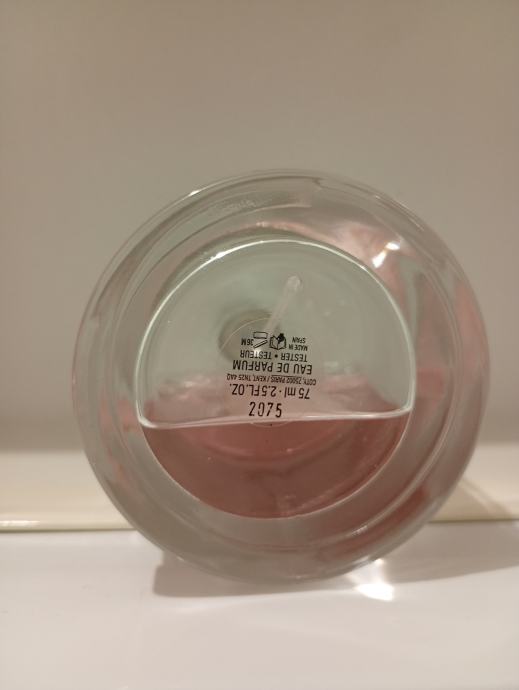 2075
75 ml · 2.5FL.OZ.
COTY, 75002 PARIS / KENT, TN25 4AQ
EAU DE PARFUM
TESTER • TESTEUR
MADE IN
SPAIN
36M